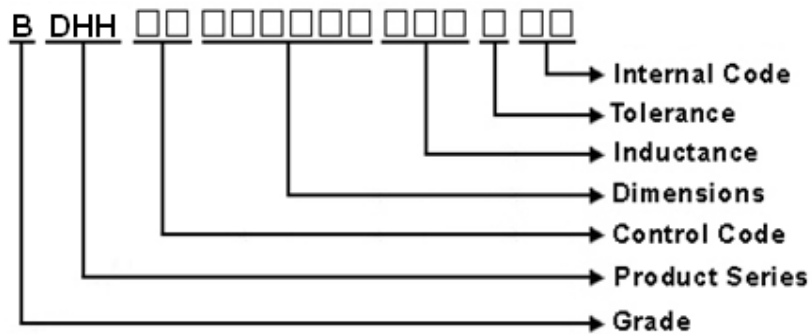 B DHH □□ □□□□□□ □□□ □ □□
Internal Code
Tolerance
Inductance
Dimensions
Control Code
Product Series
Grade